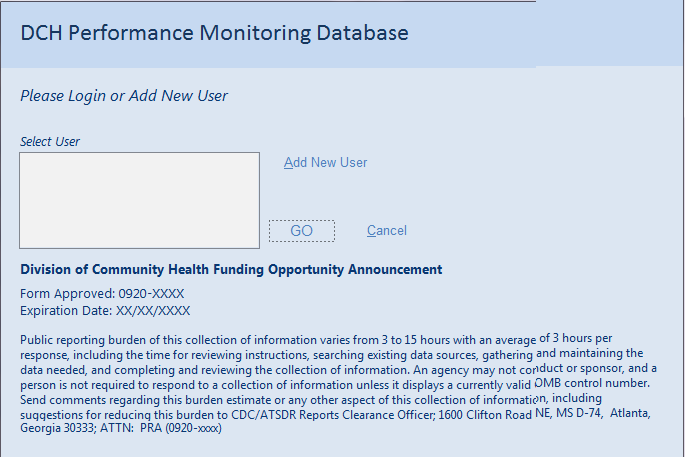 DCH Performance Monitoring Database
Please Login or Add New User
Select User
Add New User
GO
Cancel
Division of Community Health Funding Opportunity Announcement
Form Approved: 0920-XXXX
Expiration Date: XX/XX/XXXX
Public reporting burden of this collection of information varies from 3 to 15 hours with an average of 3 hours per
response, including the time for reviewing instructions, searching existing data sources, gathering and maintaining the
data needed, and completing and reviewing the collection of information. An agency may not conduct or sponsor, and a
person is not required to respond to a collection of information unless it displays a currently valid OMB control number.
Send comments regarding this burden estimate or any other aspect of this collection of information, including
suggestions for reducing this burden to CDC/ATSDR Reports Clearance Officer; 1600 Clifton Road NE, MS D-74, Atlanta,
Georgia 30333; ATTN: PRA (0920-xxxx)